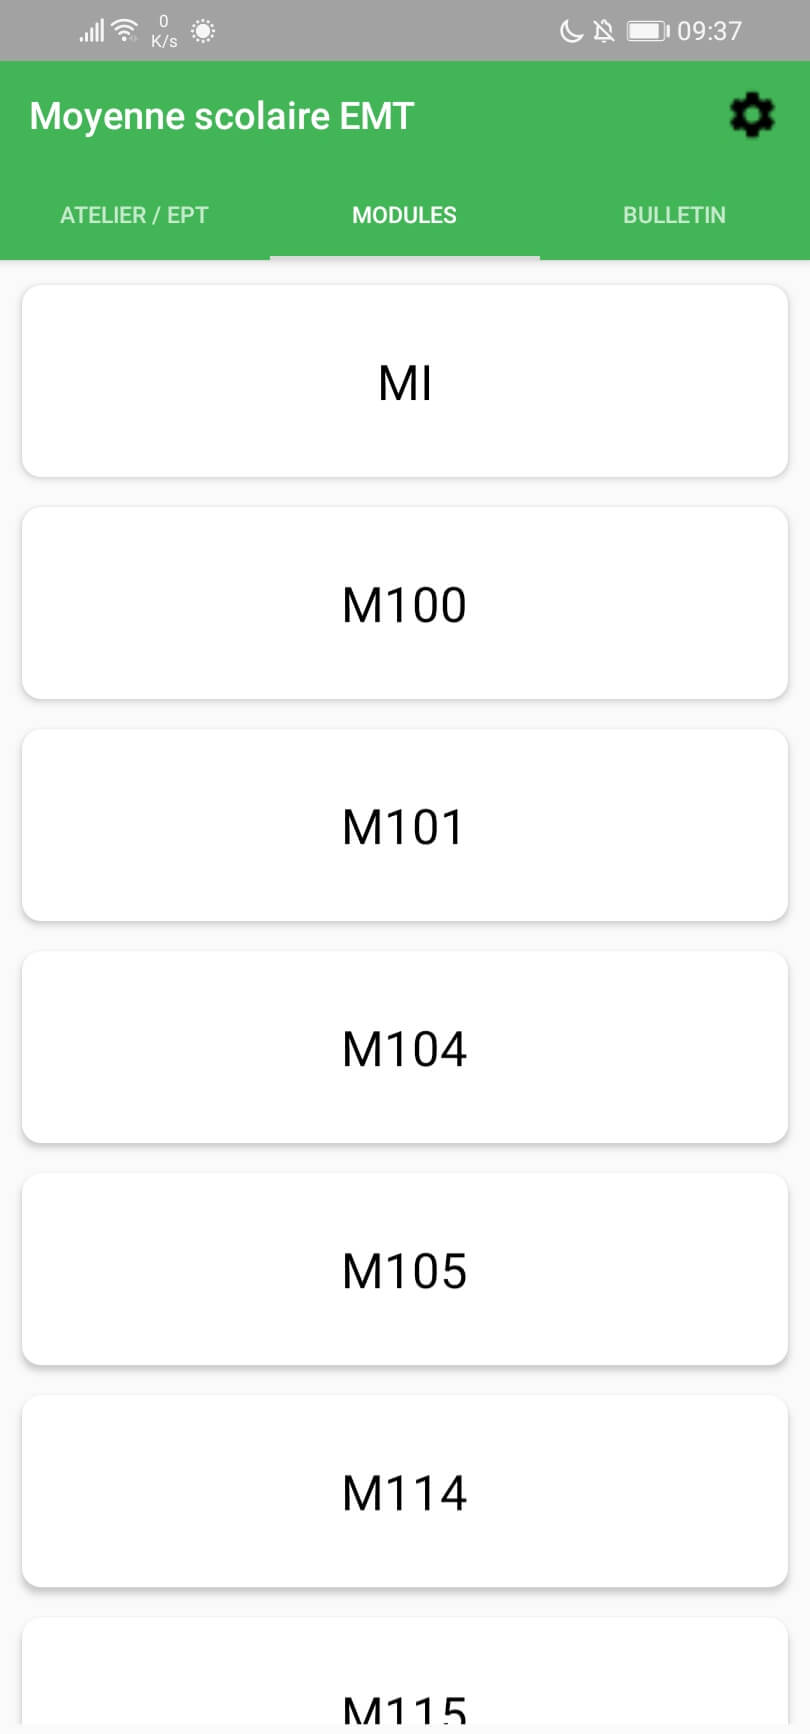 0
K/s
09:37
Moyenne scolaire EMT
ATELIER / EPT
MODULES
BULLETIN
MI
M100
M101
M104
M105
M114
M115